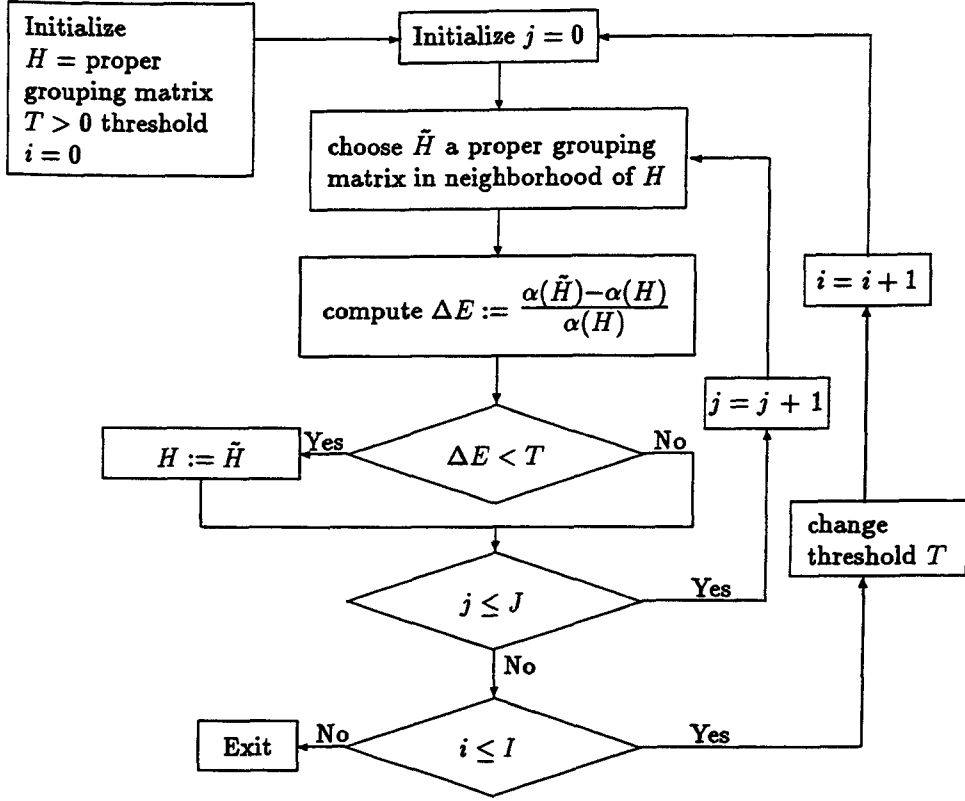 Initialize
H = proper
grouping matrix
T > 0 threshold
i = 0
Initialize j = 0
choose H̃ a proper grouping
matrix in neighborhood of H
compute ΔE := α(H̃)−α(H) / α(H)
ΔE < T
Yes
No
H := H̃
j ≤ J
Yes
No
j = j + 1
i ≤ I
No
Yes
Exit
change
threshold T
i = i + 1